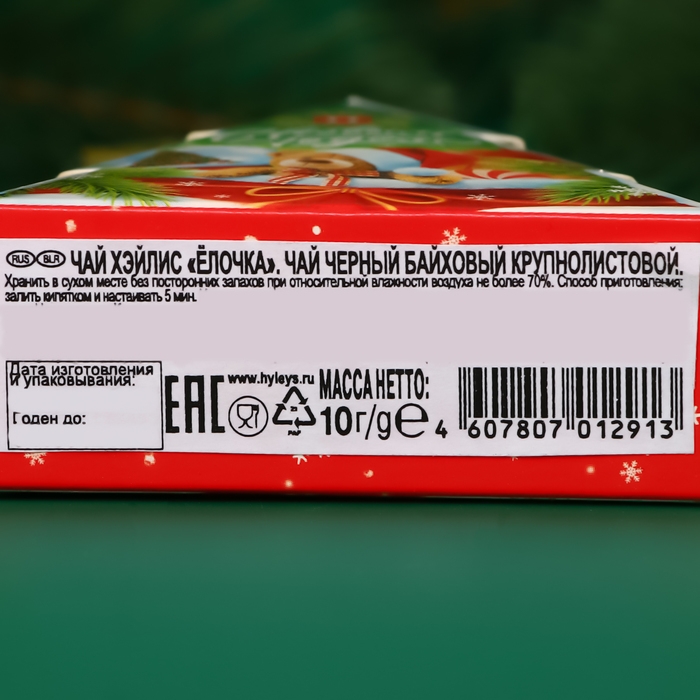 RUS BLR ЧАЙ ХЭЙЛИС «ЁЛОЧКА». ЧАЙ ЧЕРНЫЙ БАЙХОВЫЙ КРУПНОЛИСТОВОЙ.
Хранить в сухом месте без посторонних запахов при относительной влажности воздуха не более 70%. Способ приготовления:
залить кипятком и настаивать 5 мин.
Дата изготовления
и упаковывания:
Годен до:
EAC
www.hyleys.ru
МАССА НЕТТО:
10г/g℮
4 607807 012913